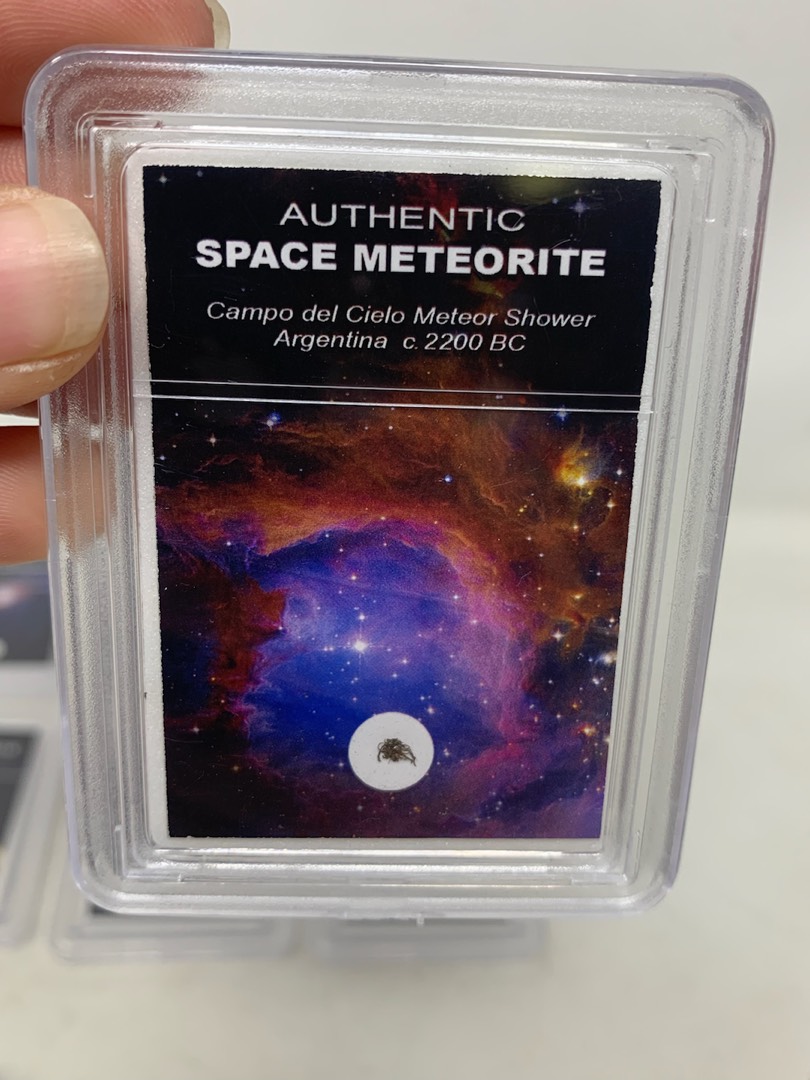 AUTHENTIC
SPACE METEORITE
Campo del Cielo Meteor Shower
Argentina c. 2200 BC